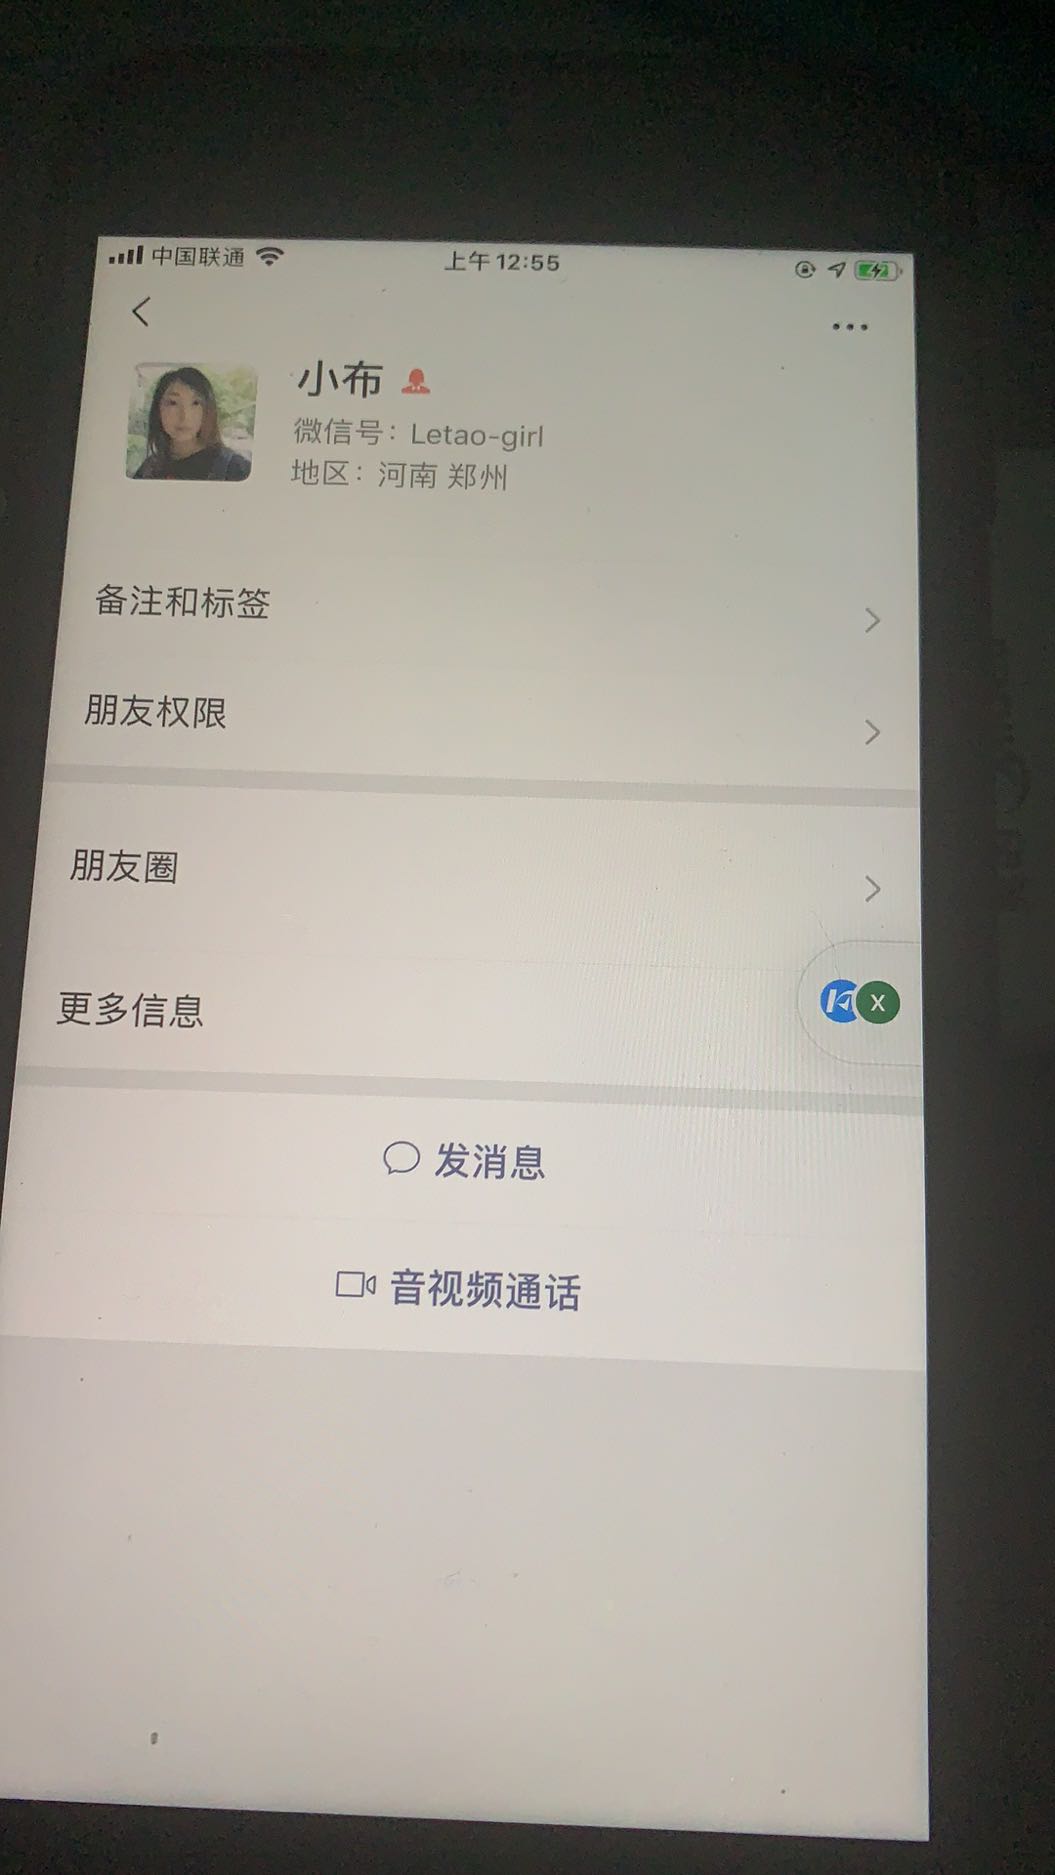 中国联通
上午12:55
小布
微信号：Letao-girl
地区：河南 郑州
备注和标签
朋友权限
朋友圈
更多信息
X
发消息
音视频通话